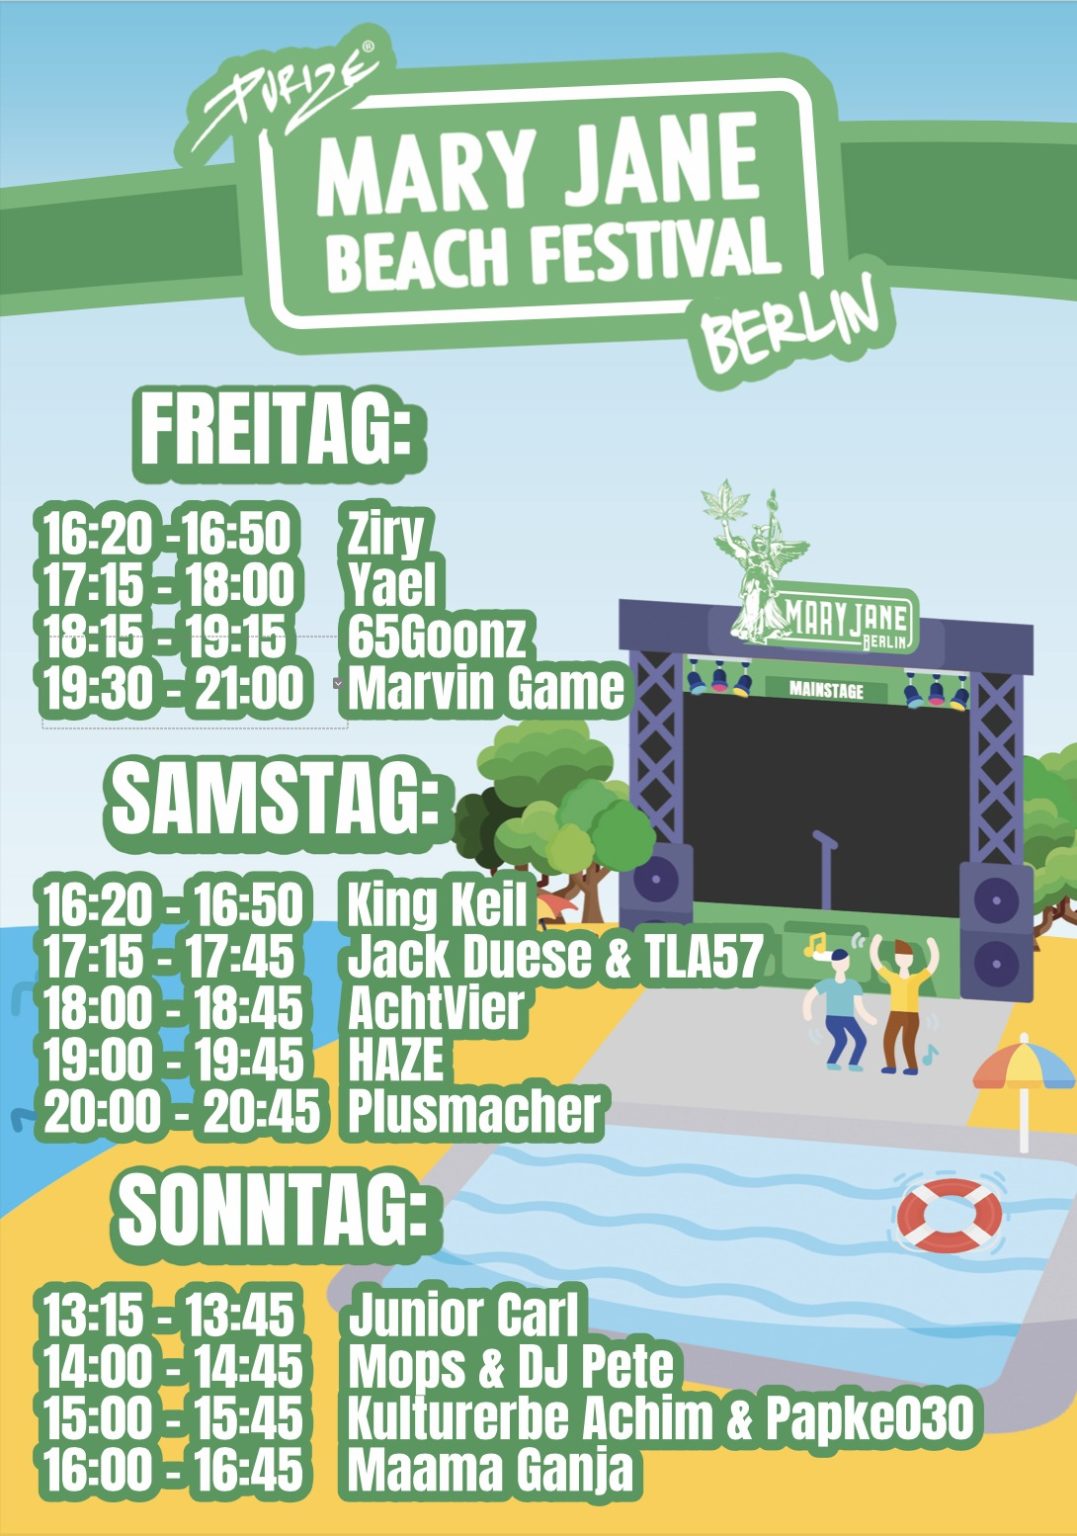 PURIZE®
MARY JANE
BEACH FESTIVAL
BERLIN
FREITAG:
16:20 -16:50 Ziry
17:15 - 18:00 Yael
18:15 - 19:15 65Goonz
19:30 - 21:00 Marvin Game
MARY JANE
BERLIN
MAINSTAGE
SAMSTAG:
16:20 - 16:50 King Keil
17:15 - 17:45 Jack Duese & TLA57
18:00 - 18:45 AchtVier
19:00 - 19:45 HAZE
20:00 - 20:45 Plusmacher
SONNTAG:
13:15 - 13:45 Junior Carl
14:00 - 14:45 Mops & DJ Pete
15:00 - 15:45 Kulturerbe Achim & Papke030
16:00 - 16:45 Maama Ganja